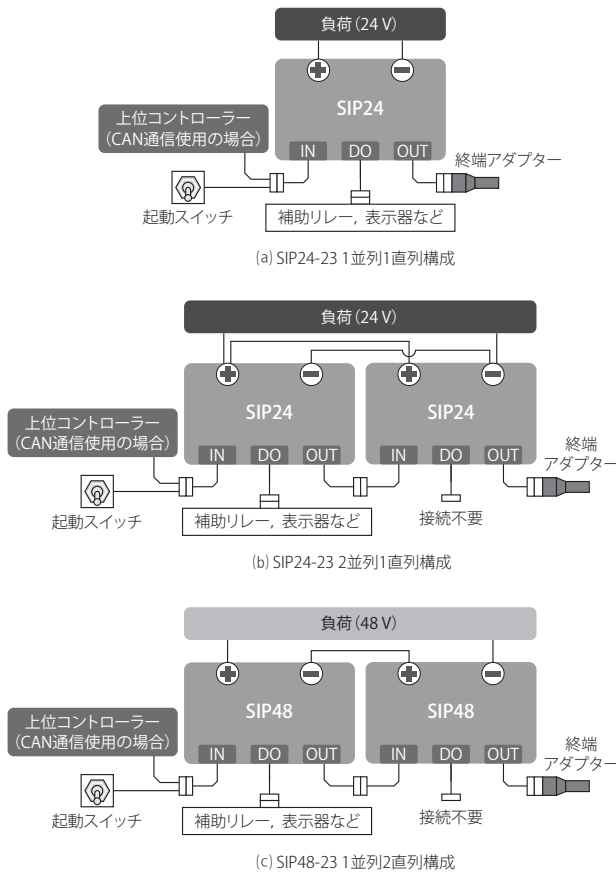 負荷（24 V）
SIP24
上位コントローラー
（CAN通信使用の場合）
IN DO OUT
終端アダプター
起動スイッチ
補助リレー, 表示器など
(a) SIP24-23 1並列1直列構成
負荷（24 V）
SIP24 SIP24
上位コントローラー
（CAN通信使用の場合）
IN DO OUT IN DO OUT
終端
アダプター
起動スイッチ
補助リレー, 表示器など
接続不要
(b) SIP24-23 2並列1直列構成
負荷（48 V）
SIP48 SIP48
上位コントローラー
（CAN通信使用の場合）
IN DO OUT IN DO OUT
終端
アダプター
起動スイッチ
補助リレー, 表示器など
接続不要
(c) SIP48-23 1並列2直列構成